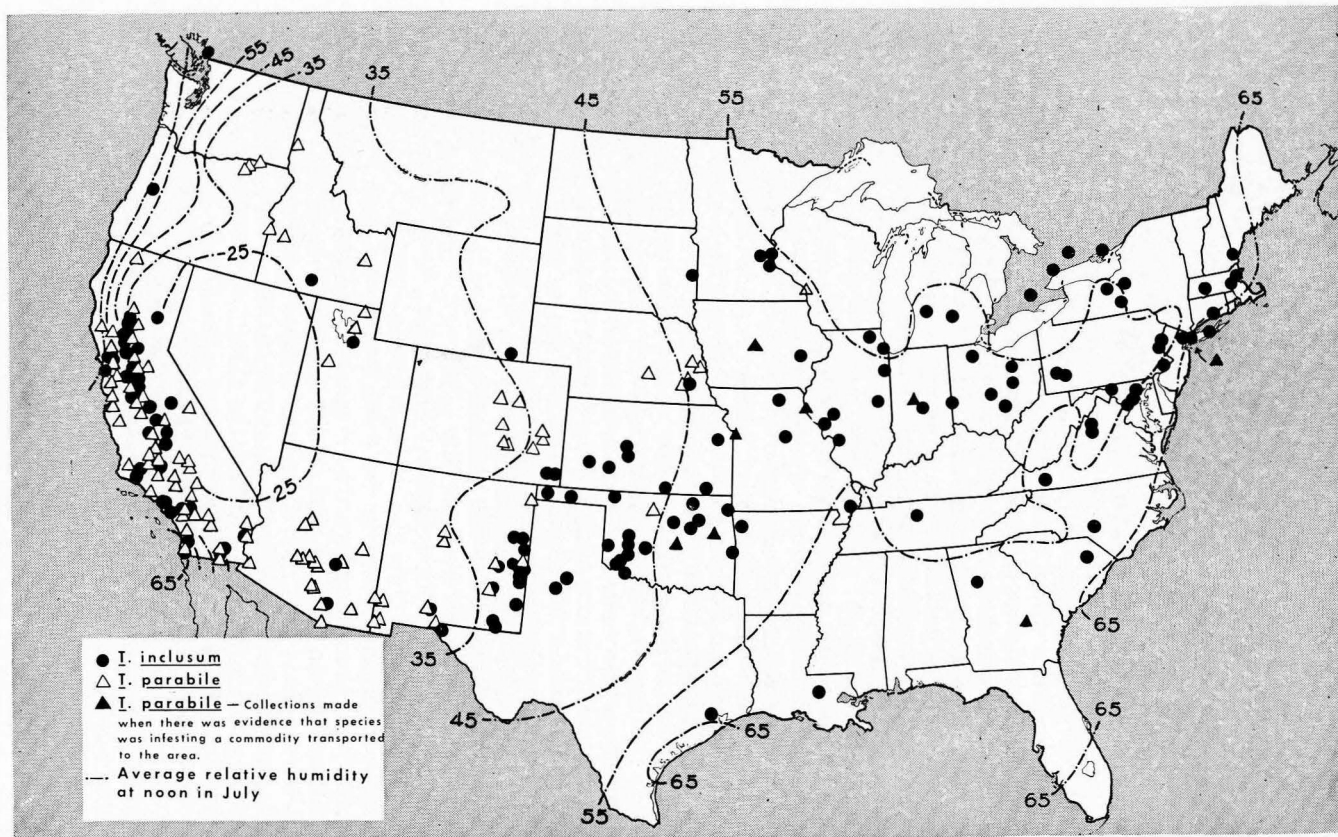 55
45
35
35
45
55
65
25
25
65
35
45
55
65
65
65
65
65
● T. inclusum
△ T. parabile
▲ T. parabile — Collections made
when there was evidence that species
was infesting a commodity transported
to the area.
Average relative humidity
at noon in July